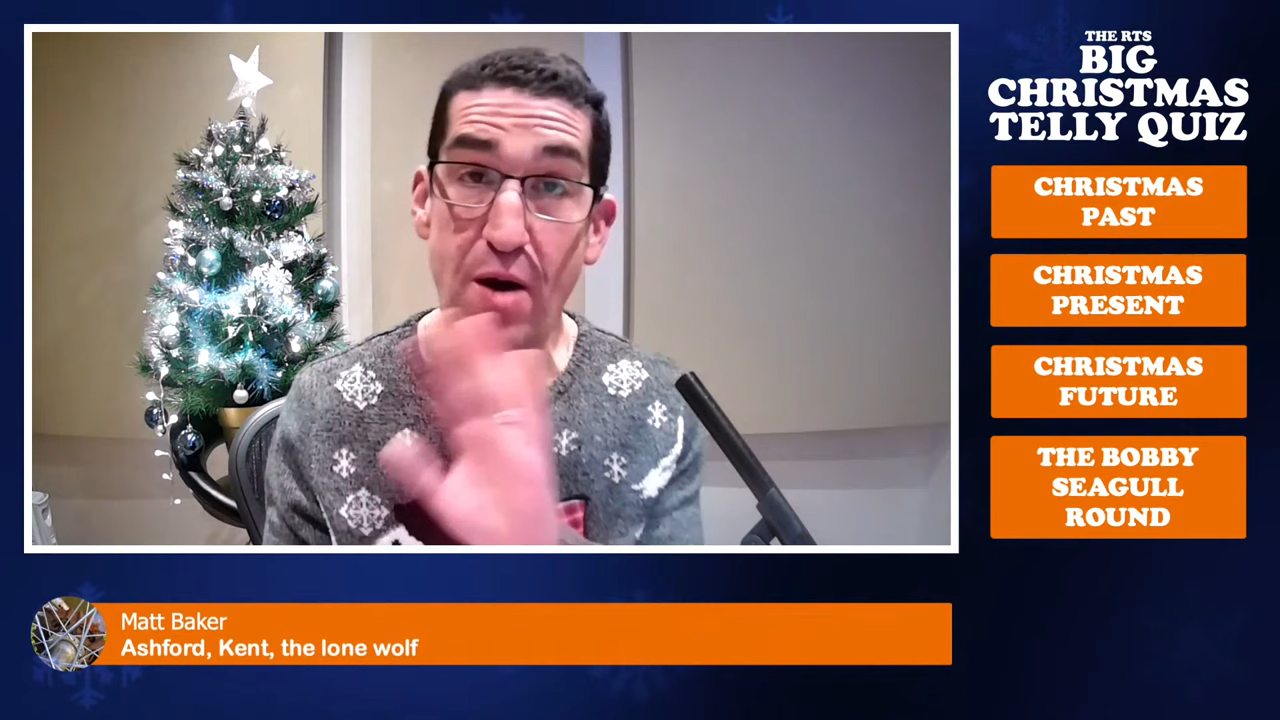 THE RTS
BIG
CHRISTMAS
TELLY QUIZ
CHRISTMAS
PAST
CHRISTMAS
PRESENT
CHRISTMAS
FUTURE
THE BOBBY
SEAGULL
ROUND
Matt Baker
Ashford, Kent, the lone wolf